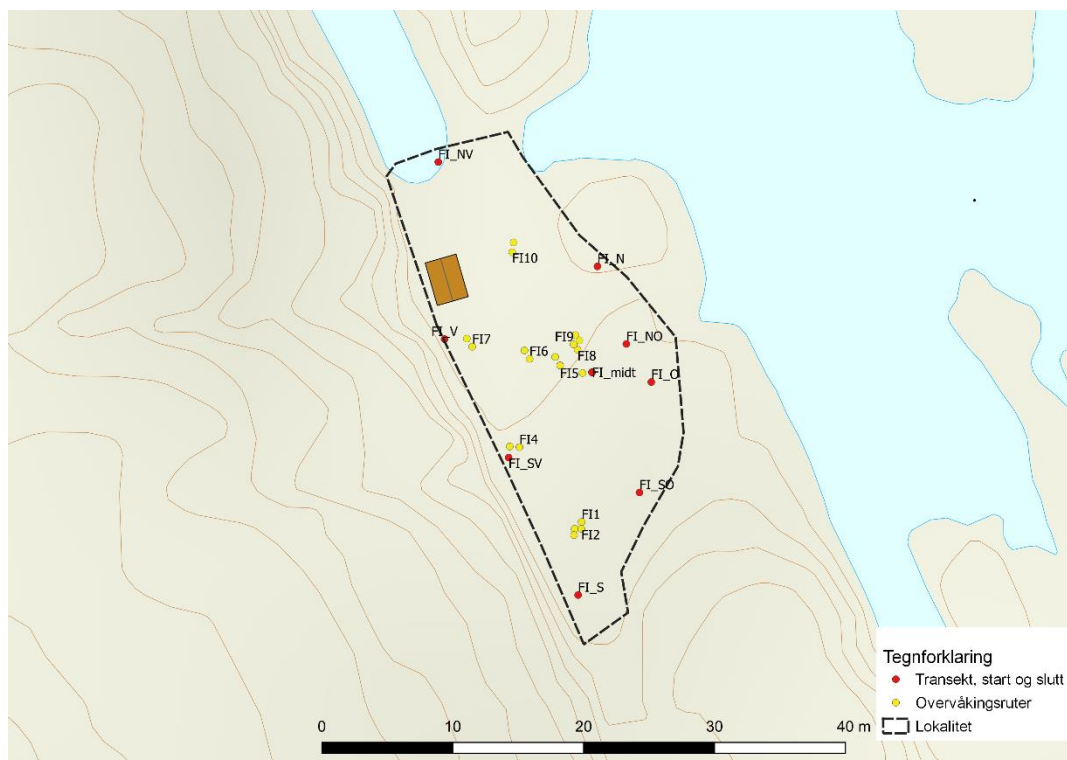 FI_NV
FI10
FI_N
FI_V
FI7
FI9
FI_NO
FI6
FI8
FI5
FI_midt
FI_O
FI4
FI_SV
FI_SO
FI1
FI2
FI_S
Tegnforklaring
Transekt, start og slutt
Overvåkingsruter
Lokalitet
0 10 20 30 40 m